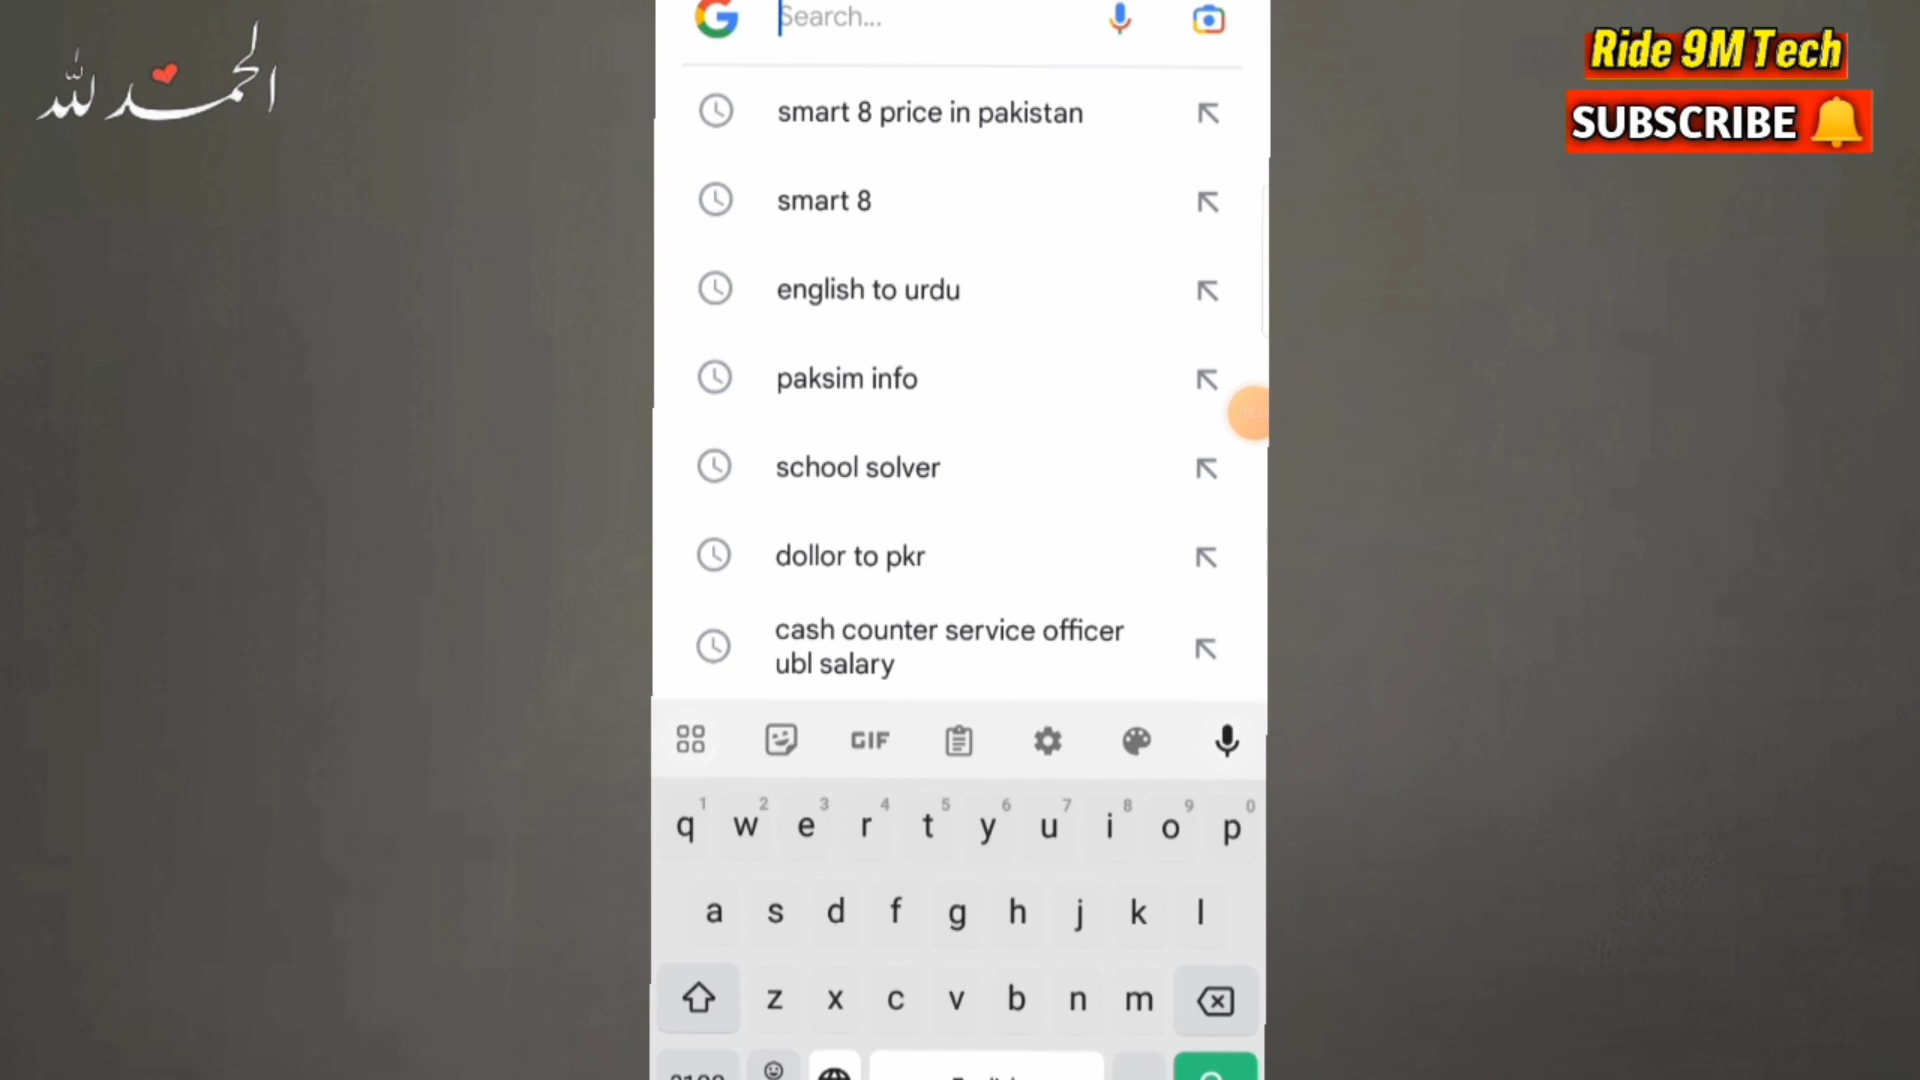 الحمد لله
Ride 9M Tech
SUBSCRIBE
Search...
smart 8 price in pakistan
smart 8
english to urdu
paksim info
school solver
dollor to pkr
cash counter service officer
ubl salary
GIF
1 2 3 4 5 6 7 8 9 0
q w e r t y u i o p
a s d f g h j k l
z x c v b n m